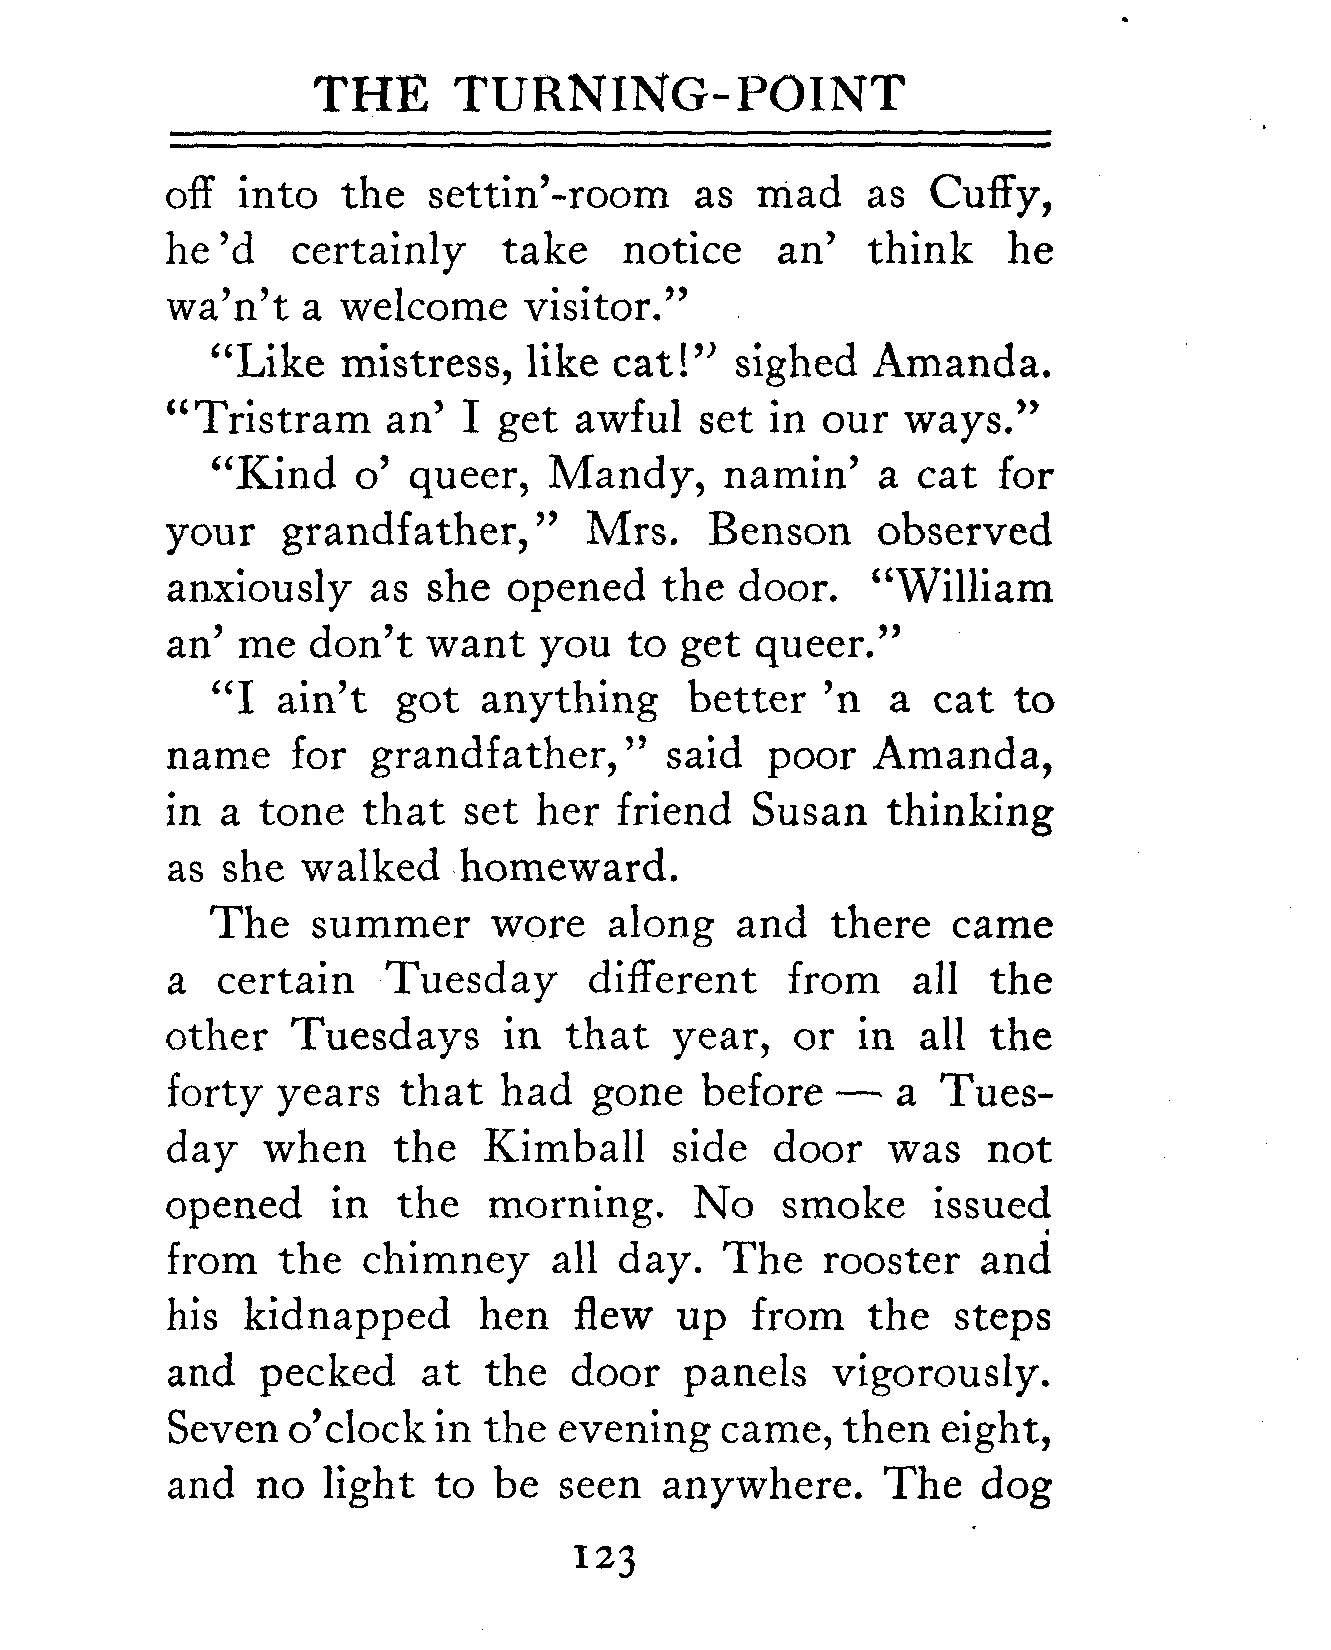 THE TURNING-POINT
off into the settin’-room as mad as Cuffy,
he ’d certainly take notice an’ think he
wa’n’t a welcome visitor.”
“Like mistress, like cat!” sighed Amanda.
“Tristram an’ I get awful set in our ways.”
“Kind o’ queer, Mandy, namin’ a cat for
your grandfather,” Mrs. Benson observed
anxiously as she opened the door. “William
an’ me don’t want you to get queer.”
“I ain’t got anything better ’n a cat to
name for grandfather,” said poor Amanda,
in a tone that set her friend Susan thinking
as she walked homeward.
The summer wore along and there came
a certain Tuesday different from all the
other Tuesdays in that year, or in all the
forty years that had gone before — a Tues-
day when the Kimball side door was not
opened in the morning. No smoke issued
from the chimney all day. The rooster and
his kidnapped hen flew up from the steps
and pecked at the door panels vigorously.
Seven o’clock in the evening came, then eight,
and no light to be seen anywhere. The dog
123